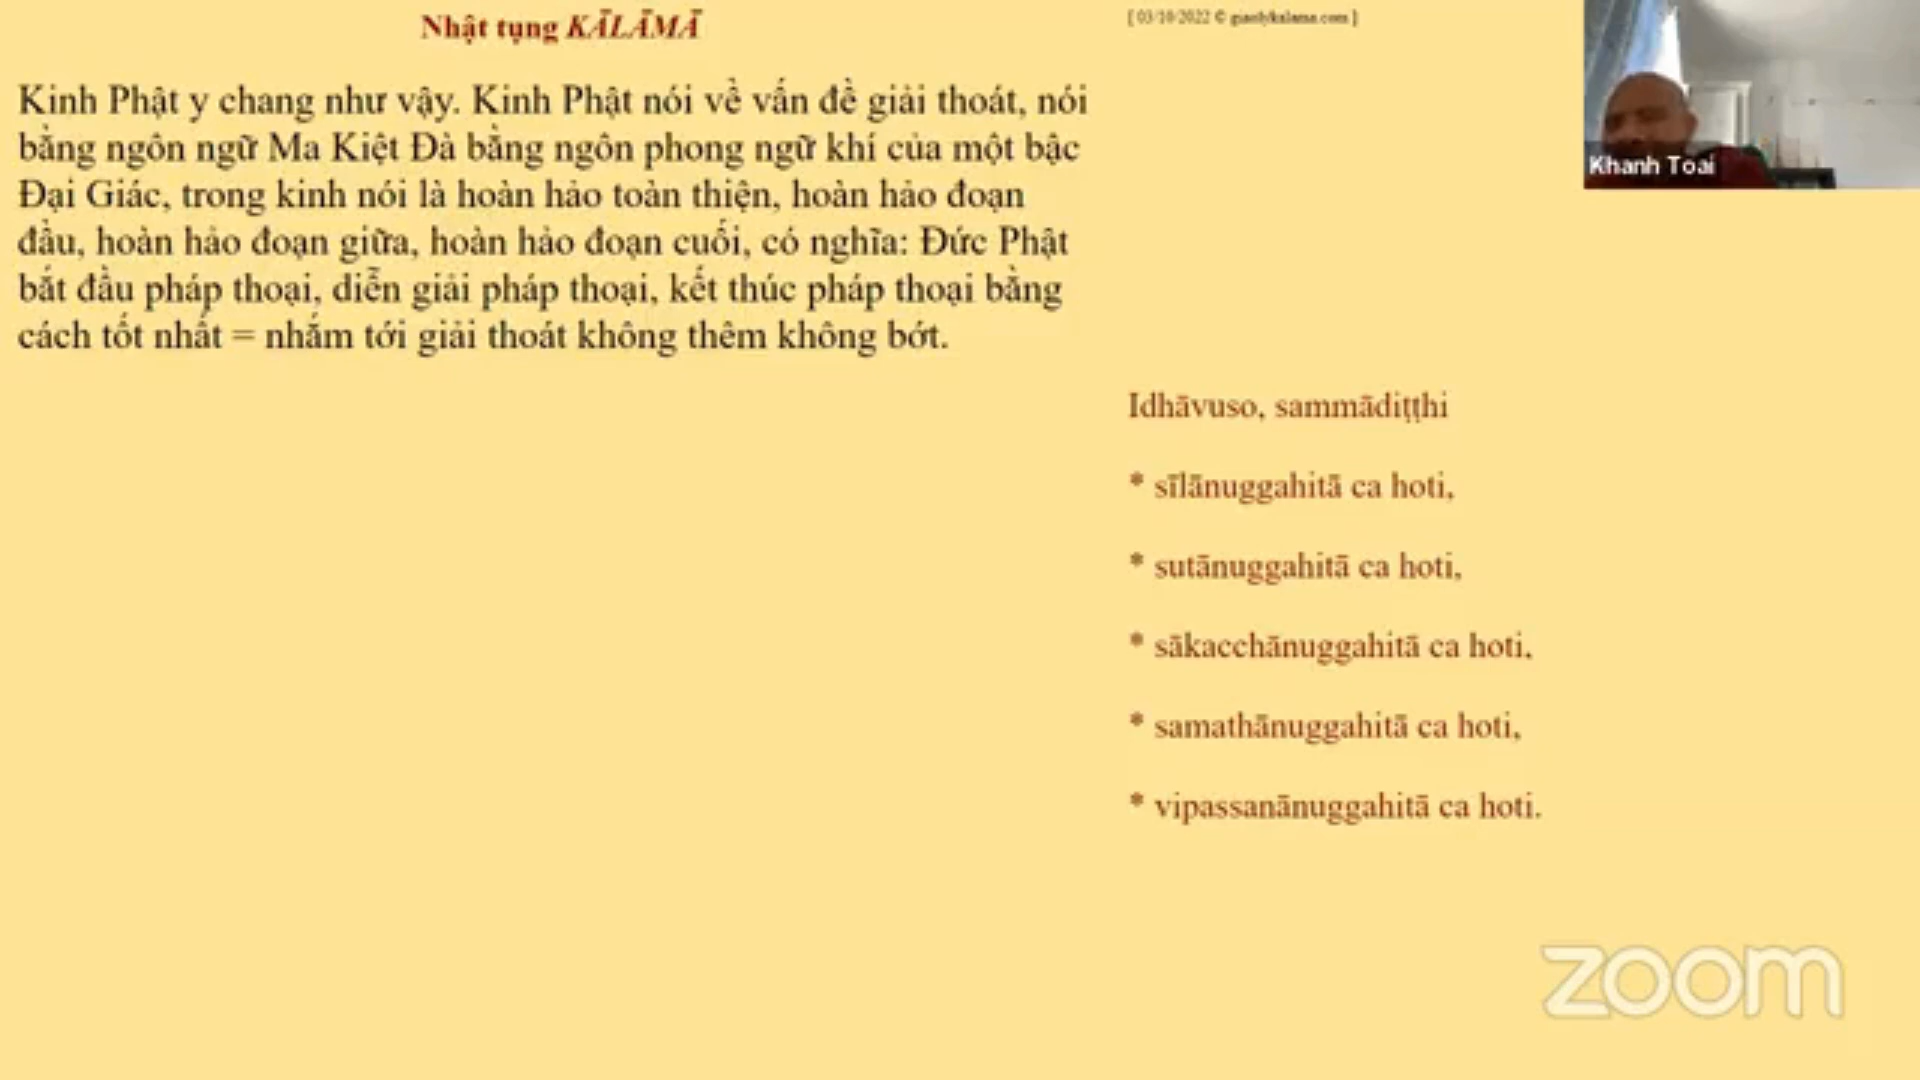 Nhật tụng KĀLĀMĀ
[ 03/10/2022 © giaolykalama.com ]
Kinh Phật y chang như vậy. Kinh Phật nói về vấn đề giải thoát, nói
bằng ngôn ngữ Ma Kiệt Đà bằng ngôn phong ngữ khí của một bậc
Đại Giác, trong kinh nói là hoàn hảo toàn thiện, hoàn hảo đoạn
đầu, hoàn hảo đoạn giữa, hoàn hảo đoạn cuối, có nghĩa: Đức Phật
bắt đầu pháp thoại, diễn giải pháp thoại, kết thúc pháp thoại bằng
cách tốt nhất = nhắm tới giải thoát không thêm không bớt.
Khanh Toai
Idhāvuso, sammādiṭṭhi
* sīlānuggahitā ca hoti,
* sutānuggahitā ca hoti,
* sākacchānuggahitā ca hoti,
* samathānuggahitā ca hoti,
* vipassanānuggahitā ca hoti.
zoom